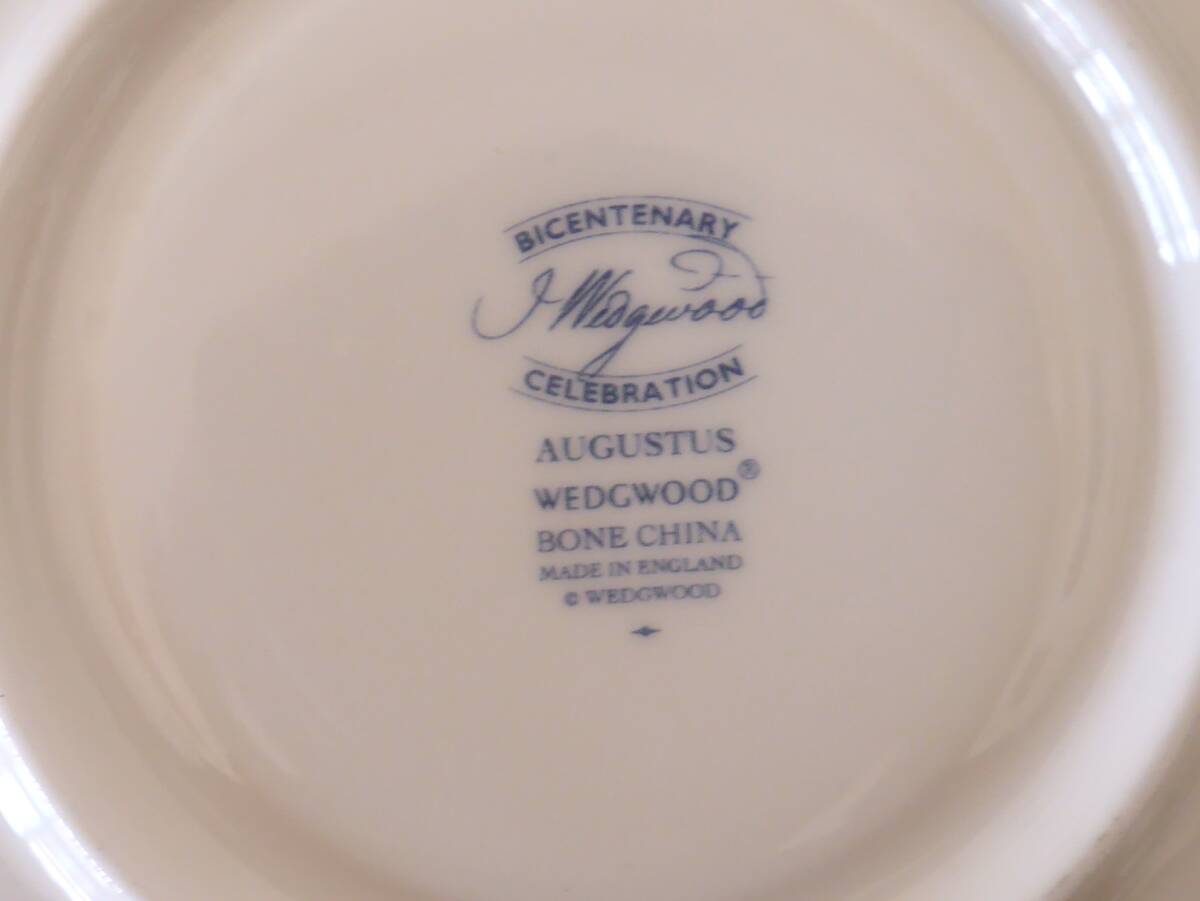 BICENTENARY
J Wedgwood
CELEBRATION
AUGUSTUS
WEDGWOOD®
BONE CHINA
MADE IN ENGLAND
© WEDGWOOD